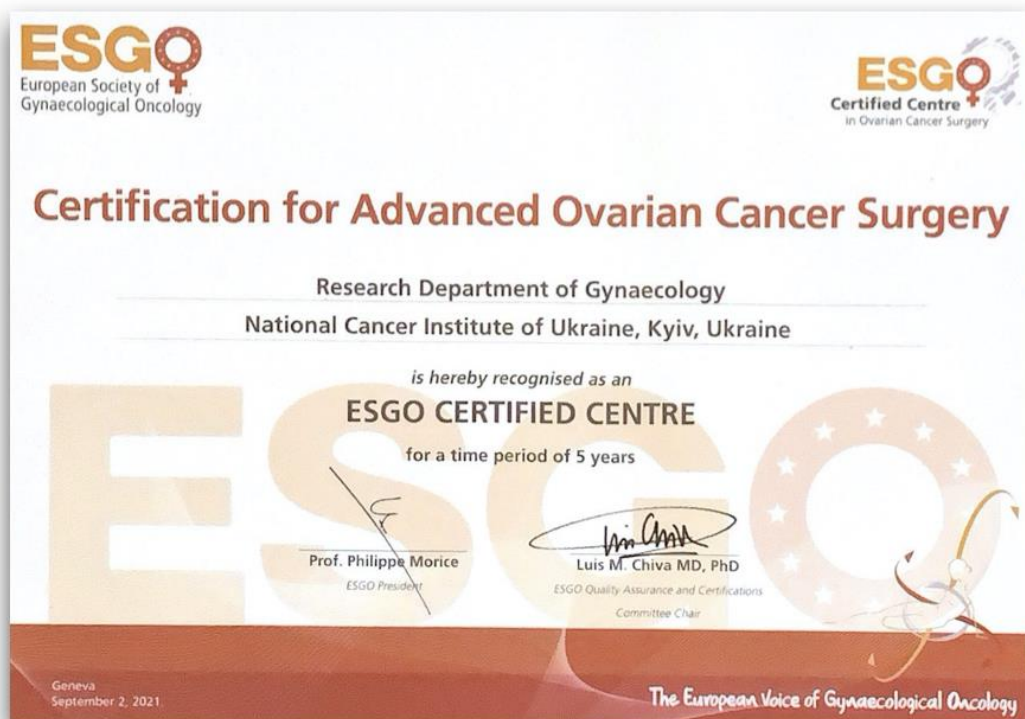 ESGO
European Society of
Gynaecological Oncology
ESGO
Certified Centre
in Ovarian Cancer Surgery
Certification for Advanced Ovarian Cancer Surgery
Research Department of Gynaecology
National Cancer Institute of Ukraine, Kyiv, Ukraine
is hereby recognised as an
ESGO CERTIFIED CENTRE
for a time period of 5 years
ESGO
Prof. Philippe Morice
ESGO President
Luis M. Chiva MD, PhD
ESGO Quality Assurance and Certifications
Committee Chair
Geneva
September 2, 2021
The European Voice of Gynaecological Oncology